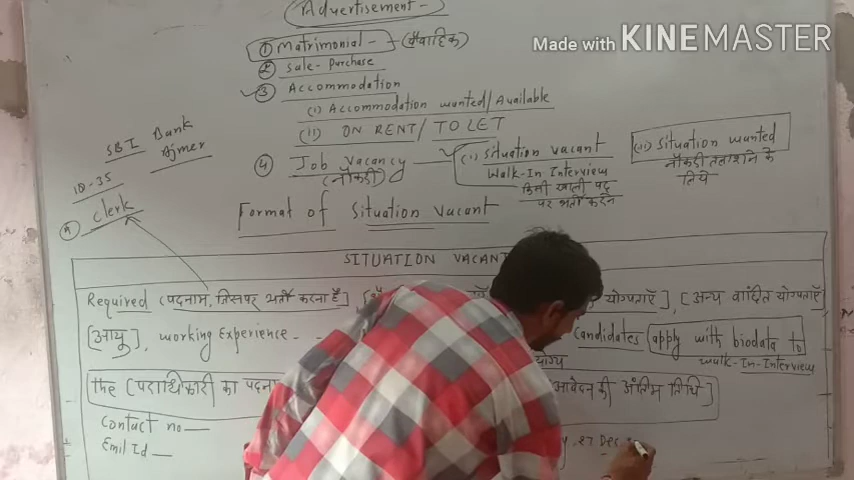 Made with KINEMASTER
Advertisement
① Matrimonial - (वैवाहिक)
② Sale-Purchase
③ Accommodation
(i) Accommodation wanted/Available
(ii) ON RENT/TO LET
④ Job Vacancy
(नौकरी)
(i) Situation vacant
Walk-In Interview
किसी खाली पद
पर भर्ती करने
(ii) Situation wanted
नौकरी तलाशने के
लिये
SBI Bank
Ajmer
18-35
Clerk
Format of Situation vacant
SITUATION VACANT
Required [पदनाम, जिसपर भर्ती करना है] योग्यताएँ], [अन्य वांछित योग्यताएँ]
[आयु], working Experience - - Candidates apply with biodata to
योग्य walk-In-Interview
the [पदाधिकारी का आवेदन की अंतिम तिथि]
Contact no
Emil Id
Dec